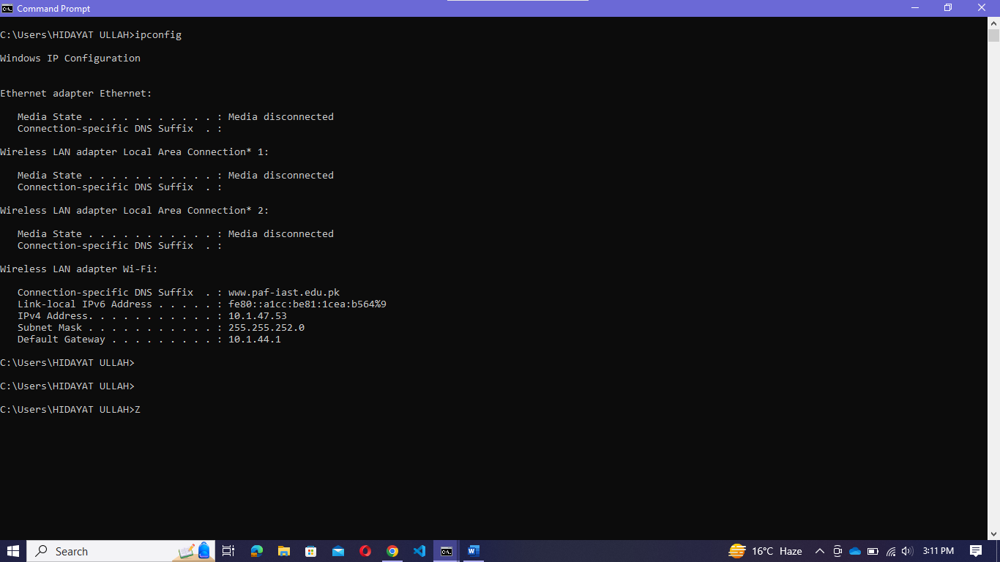 Command Prompt
C:\Users\HIDAYAT ULLAH>ipconfig
Windows IP Configuration
Ethernet adapter Ethernet:
   Media State . . . . . . . . . . . : Media disconnected
   Connection-specific DNS Suffix  . :
Wireless LAN adapter Local Area Connection* 1:
   Media State . . . . . . . . . . . : Media disconnected
   Connection-specific DNS Suffix  . :
Wireless LAN adapter Local Area Connection* 2:
   Media State . . . . . . . . . . . : Media disconnected
   Connection-specific DNS Suffix  . :
Wireless LAN adapter Wi-Fi:
   Connection-specific DNS Suffix  . : www.paf-iast.edu.pk
   Link-local IPv6 Address . . . . . : fe80::a1cc:be81:1cea:b564%9
   IPv4 Address. . . . . . . . . . . : 10.1.47.53
   Subnet Mask . . . . . . . . . . . : 255.255.252.0
   Default Gateway . . . . . . . . . : 10.1.44.1
C:\Users\HIDAYAT ULLAH>
C:\Users\HIDAYAT ULLAH>
C:\Users\HIDAYAT ULLAH>Z
Search 16°C Haze 3:11 PM